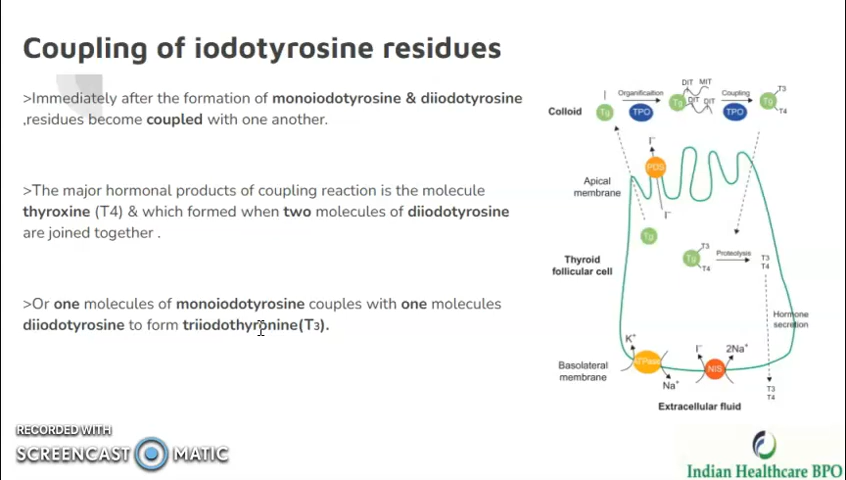 Coupling of iodotyrosine residues
>Immediately after the formation of monoiodotyrosine & diiodotyrosine
,residues become coupled with one another.
>The major hormonal products of coupling reaction is the molecule
thyroxine (T4) & which formed when two molecules of diiodotyrosine
are joined together .
>Or one molecules of monoiodotyrosine couples with one molecules
diiodotyrosine to form triiodothyronine(T3).
DIT MIT
I Organification Coupling T3
Colloid Tg TPO Tg DIT DIT TPO Tg T4
I⁻
PDS
Apical
membrane
I⁻
Tg
T3
Thyroid
follicular cell
Tg Proteolysis T3
T4 T4
Hormone
secretion
K⁺ I⁻ 2Na⁺
Basolateral
membrane
ATPase NIS
Na⁺ T3
T4
Extracellular fluid
RECORDED WITH
SCREENCAST MATIC
Indian Healthcare BPO